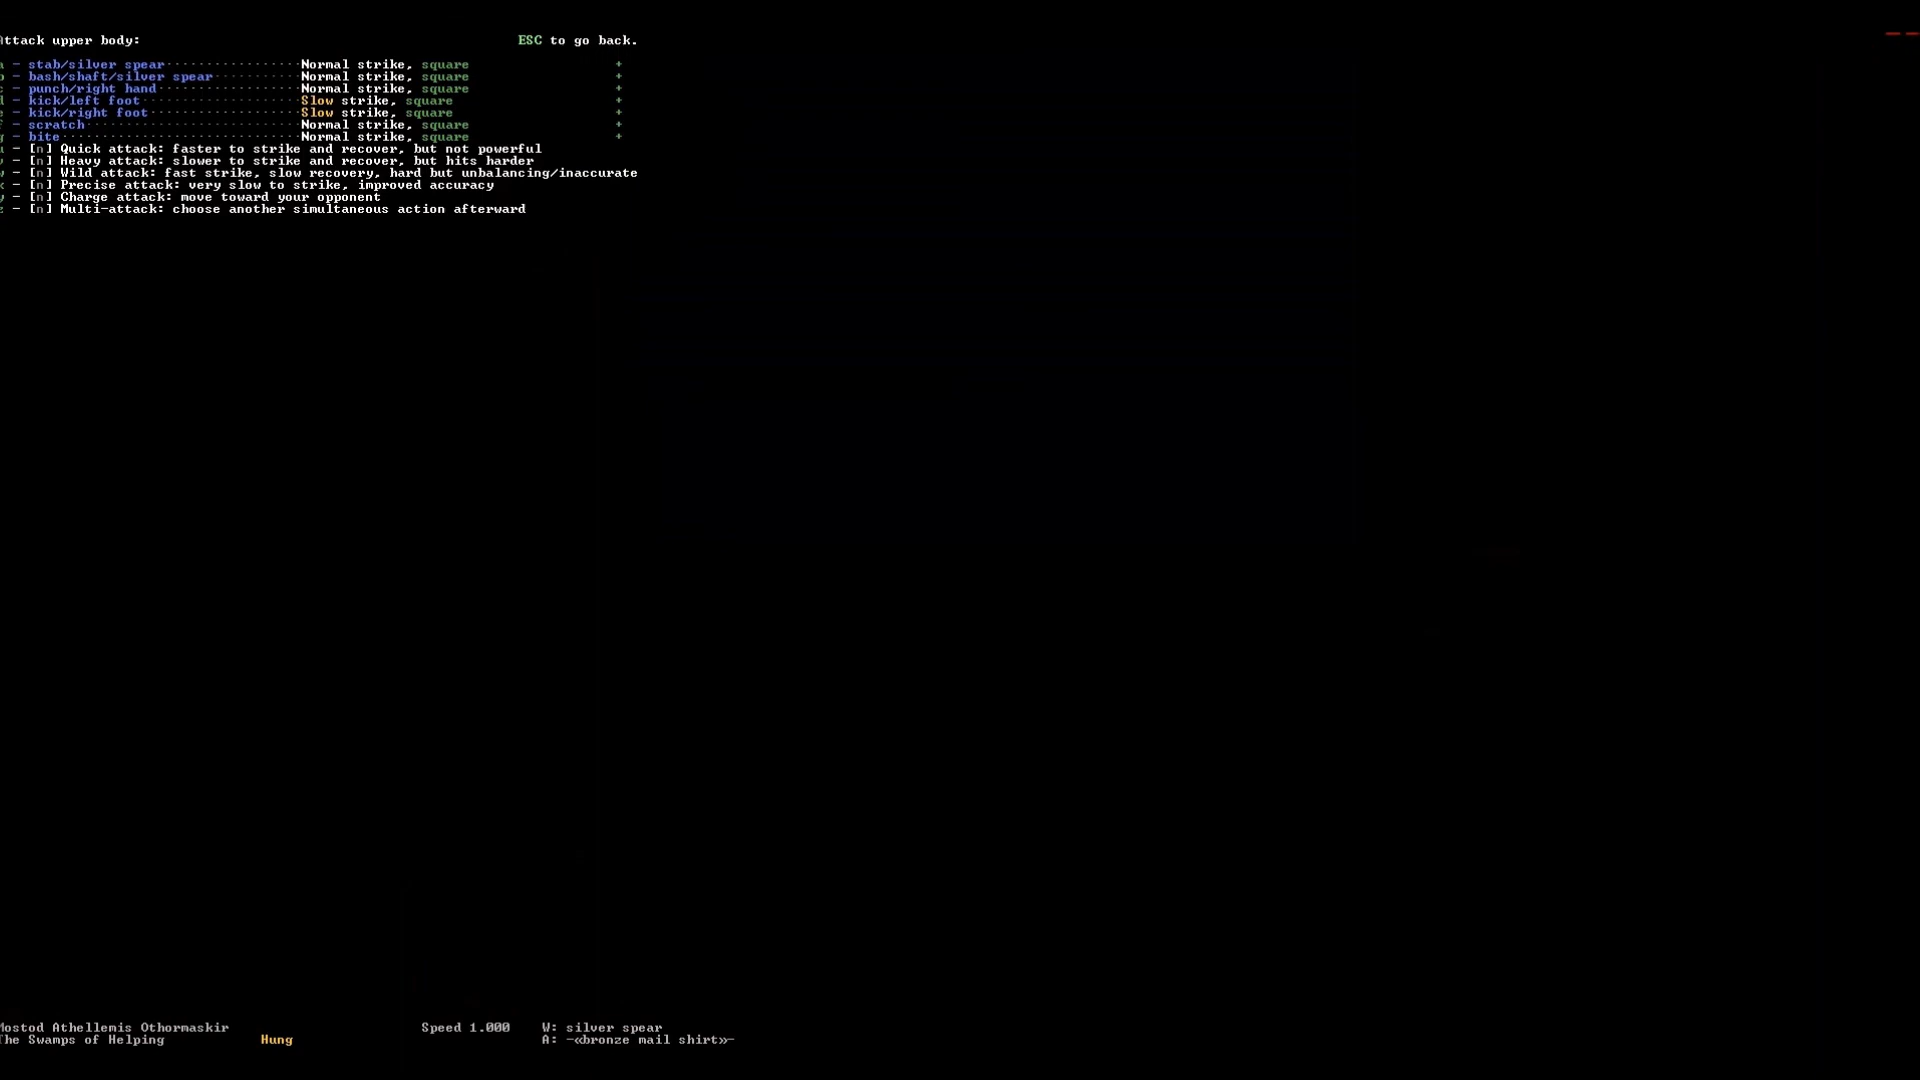 ttack upper body: ESC to go back.
- stab/silver spear Normal strike, square +
- bash/shaft/silver spear Normal strike, square +
- punch/right hand Normal strike, square +
- kick/left foot Slow strike, square +
- kick/right foot Slow strike, square +
- scratch Normal strike, square +
- bite Normal strike, square +
- [n] Quick attack: faster to strike and recover, but not powerful
- [n] Heavy attack: slower to strike and recover, but hits harder
- [n] Wild attack: fast strike, slow recovery, hard but unbalancing/inaccurate
- [n] Precise attack: very slow to strike, improved accuracy
- [n] Charge attack: move toward your opponent
- [n] Multi-attack: choose another simultaneous action afterward
Mostod Athellemis Othormaskir Speed 1.000 W: silver spear
The Swamps of Helping Hung A: -«bronze mail shirt»-